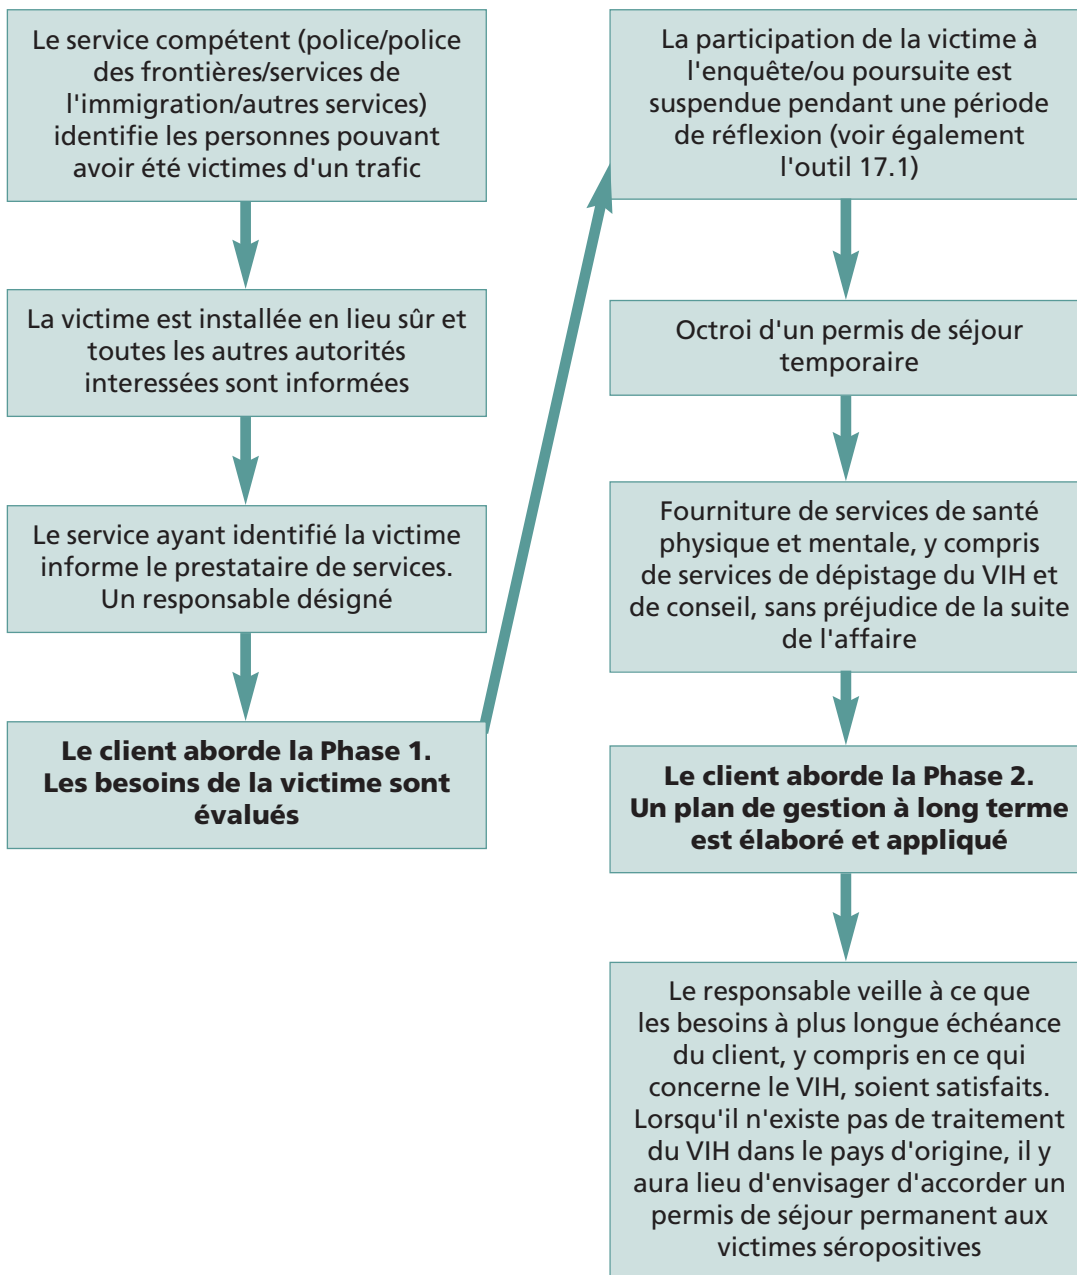 Le service compétent (police/police
des frontières/services de
l'immigration/autres services)
identifie les personnes pouvant
avoir été victimes d'un trafic
La victime est installée en lieu sûr et
toutes les autres autorités
interessées sont informées
Le service ayant identifié la victime
informe le prestataire de services.
Un responsable désigné
Le client aborde la Phase 1.
Les besoins de la victime sont
évalués
La participation de la victime à
l'enquête/ou poursuite est
suspendue pendant une période
de réflexion (voir également
l'outil 17.1)
Octroi d'un permis de séjour
temporaire
Fourniture de services de santé
physique et mentale, y compris
de services de dépistage du VIH et
de conseil, sans préjudice de la suite
de l'affaire
Le client aborde la Phase 2.
Un plan de gestion à long terme
est élaboré et appliqué
Le responsable veille à ce que
les besoins à plus longue échéance
du client, y compris en ce qui
concerne le VIH, soient satisfaits.
Lorsqu'il n'existe pas de traitement
du VIH dans le pays d'origine, il y
aura lieu d'envisager d'accorder un
permis de séjour permanent aux
victimes séropositives